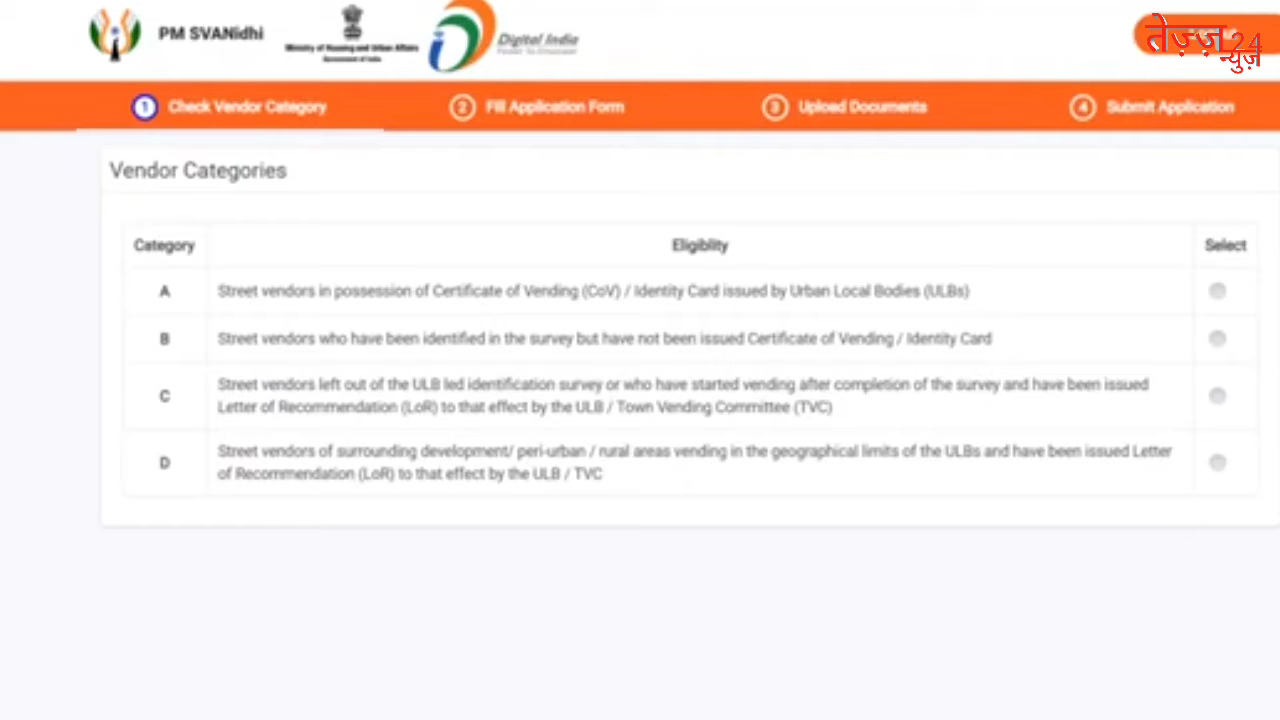 PM SVANidhi
Ministry of Housing and Urban Affairs
Government of India
Digital India
Power To Empower
तेज़ज़ 24
न्युज़
1 Check Vendor Category
2 Fill Application Form
3 Upload Documents
4 Submit Application
Vendor Categories
Category Eligiblity Select
A Street vendors in possession of Certificate of Vending (CoV) / Identity Card issued by Urban Local Bodies (ULBs)
B Street vendors who have been identified in the survey but have not been issued Certificate of Vending / Identity Card
C Street vendors left out of the ULB led identification survey or who have started vending after completion of the survey and have been issued
Letter of Recommendation (LoR) to that effect by the ULB / Town Vending Committee (TVC)
D Street vendors of surrounding development/ peri-urban / rural areas vending in the geographical limits of the ULBs and have been issued Letter
of Recommendation (LoR) to that effect by the ULB / TVC